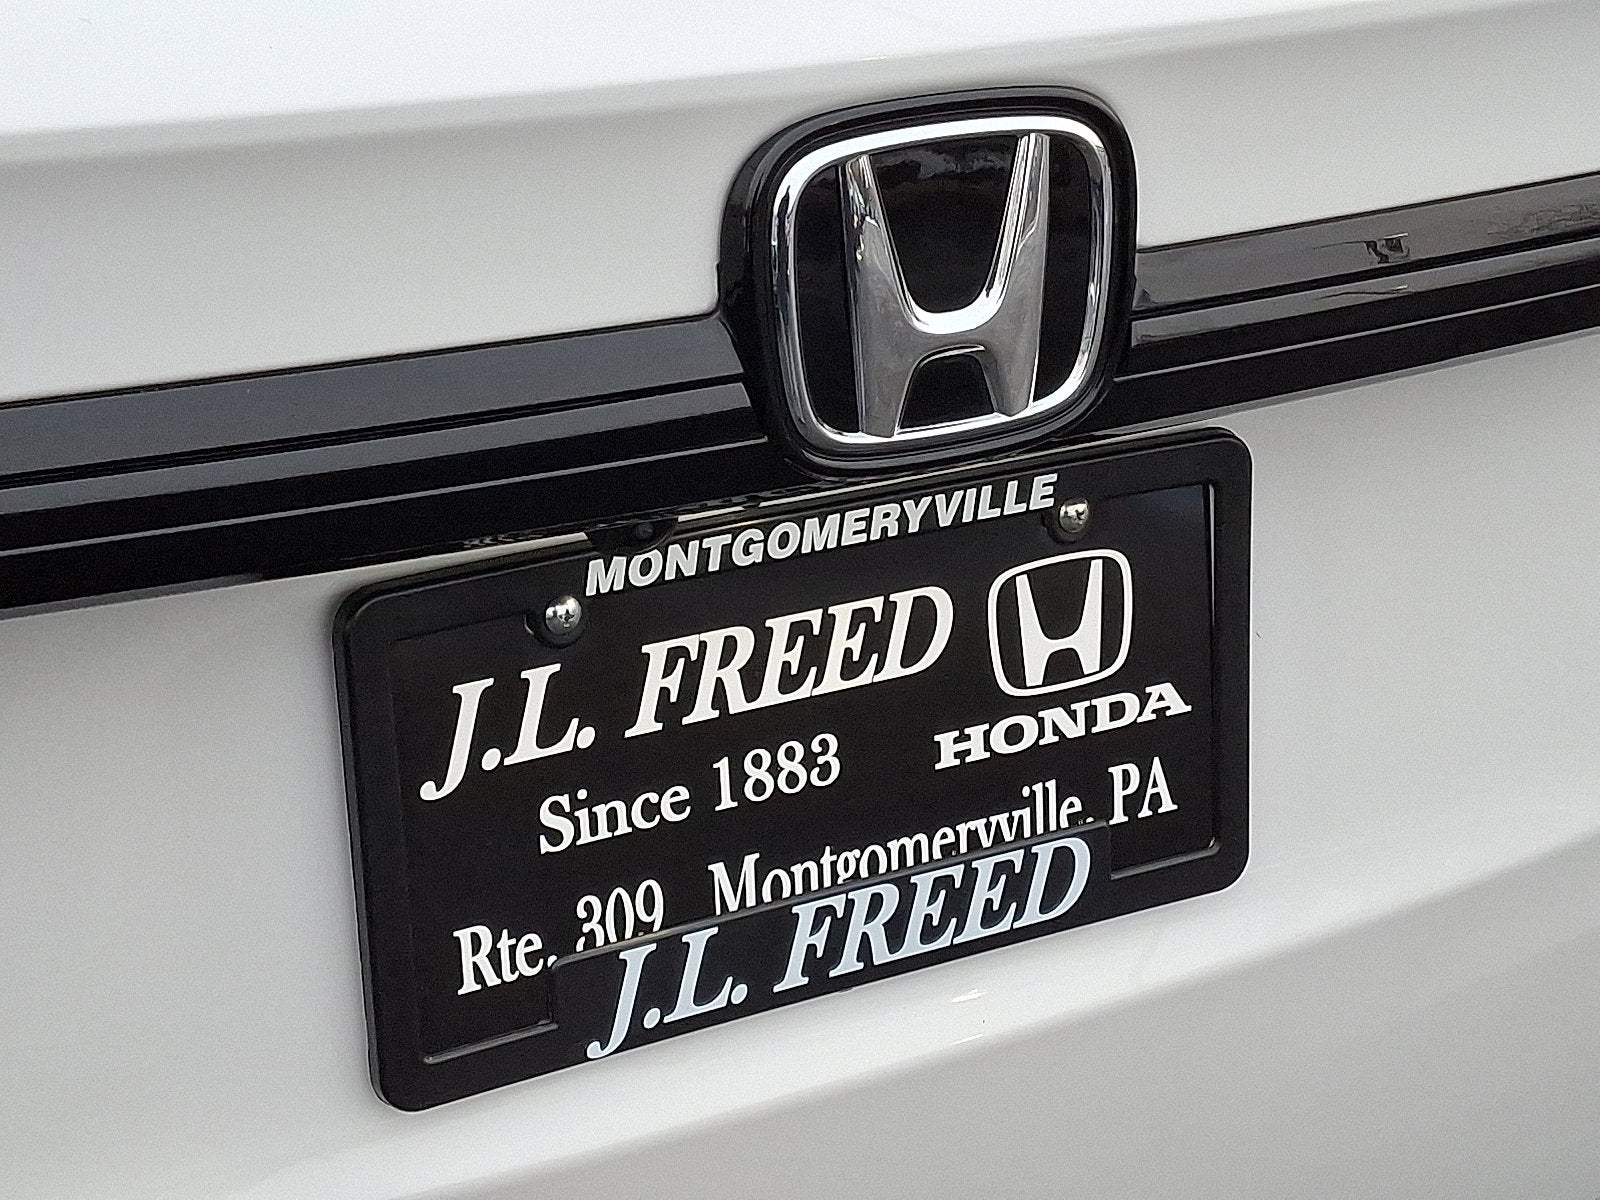 MONTGOMERYVILLE
J.L. FREED
HONDA
Since 1883
Rte. 309 Montgomeryville, PA
J.L. FREED